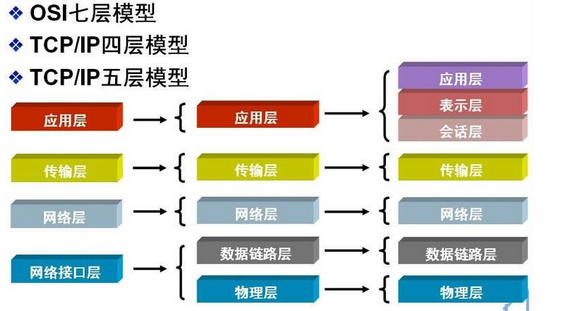 OSI七层模型
TCP/IP四层模型
TCP/IP五层模型
应用层
传输层
网络层
网络接口层
应用层
传输层
网络层
数据链路层
物理层
应用层
表示层
会话层
传输层
网络层
数据链路层
物理层